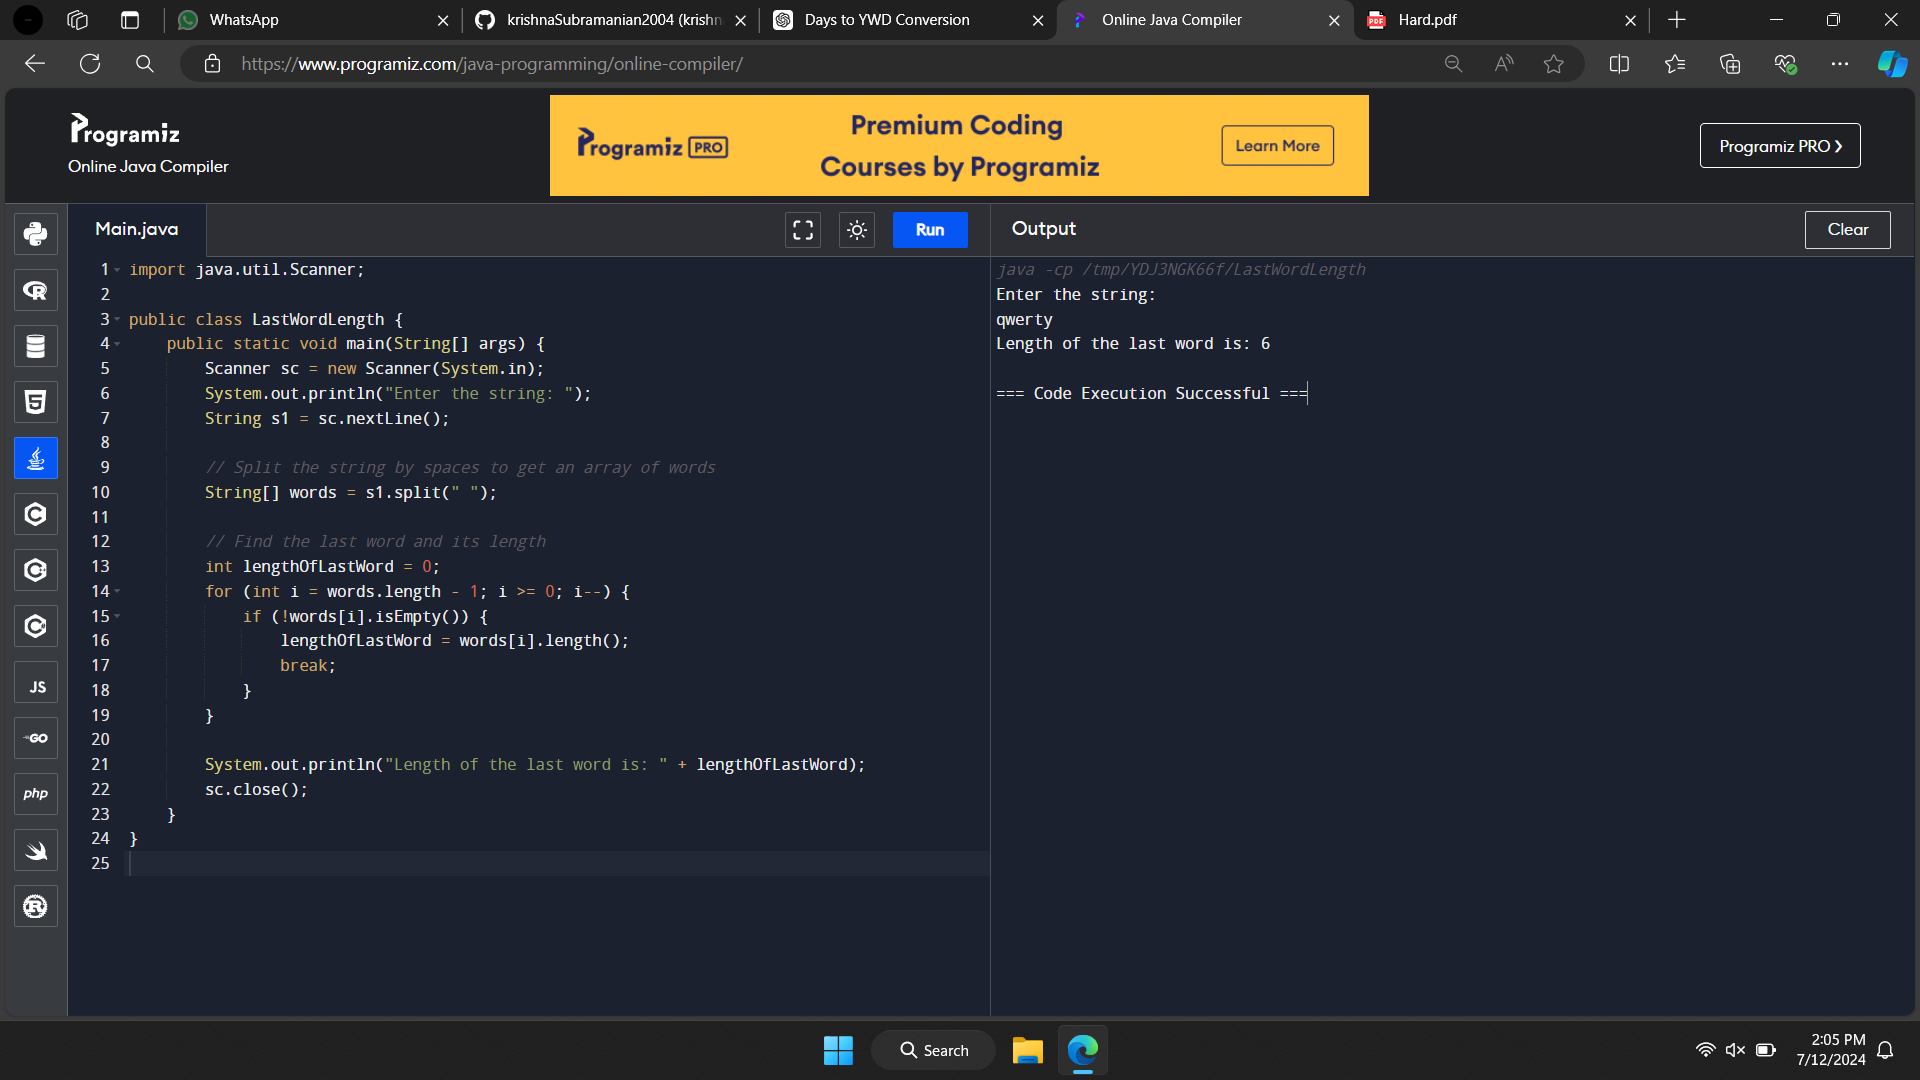 WhatsApp
krishnaSubramanian2004 (krishn
Days to YWD Conversion
Online Java Compiler
Hard.pdf
https://www.programiz.com/java-programming/online-compiler/
Programiz
Online Java Compiler
Programiz PRO
Premium Coding
Courses by Programiz
Learn More
Programiz PRO
Main.java
Run
Output
Clear
1 import java.util.Scanner;
2
3 public class LastWordLength {
4     public static void main(String[] args) {
5         Scanner sc = new Scanner(System.in);
6         System.out.println("Enter the string: ");
7         String s1 = sc.nextLine();
8
9         // Split the string by spaces to get an array of words
10         String[] words = s1.split(" ");
11
12         // Find the last word and its length
13         int lengthOfLastWord = 0;
14         for (int i = words.length - 1; i >= 0; i--) {
15             if (!words[i].isEmpty()) {
16                 lengthOfLastWord = words[i].length();
17                 break;
18             }
19         }
20
21         System.out.println("Length of the last word is: " + lengthOfLastWord);
22         sc.close();
23     }
24 }
25
java -cp /tmp/YDJ3NGK66f/LastWordLength
Enter the string:
qwerty
Length of the last word is: 6
=== Code Execution Successful ===
R
5
C
C
C
JS
GO
php
R
Search
2:05 PM
7/12/2024